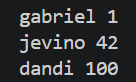 gabriel 1
jevino 42
dandi 100